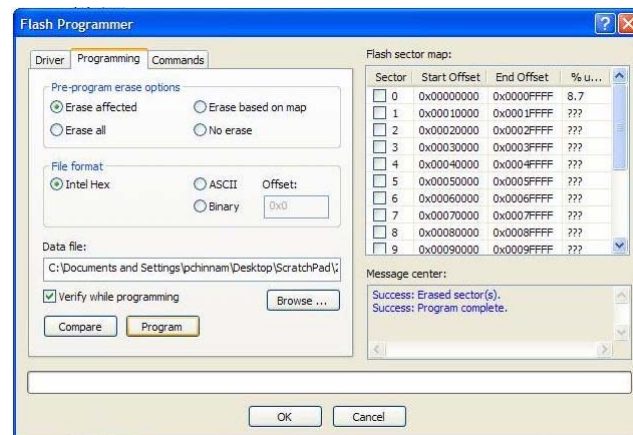 Flash Programmer
Driver Programming Commands
Pre-program erase options
Erase affected Erase based on map
Erase all No erase
File format
Intel Hex ASCII Offset:
Binary 0x0
Data file:
C:\Documents and Settings\pchinnam\Desktop\ScratchPad\
Verify while programming
Browse ...
Compare Program
Flash sector map:
Sector Start Offset End Offset % u...
0 0x00000000 0x0000FFFF 8.7
1 0x00010000 0x0001FFFF ???
2 0x00020000 0x0002FFFF ???
3 0x00030000 0x0003FFFF ???
4 0x00040000 0x0004FFFF ???
5 0x00050000 0x0005FFFF ???
6 0x00060000 0x0006FFFF ???
7 0x00070000 0x0007FFFF ???
8 0x00080000 0x0008FFFF ???
9 0x00090000 0x0009FFFF ???
Message center:
Success: Erased sector(s).
Success: Program complete.
OK Cancel